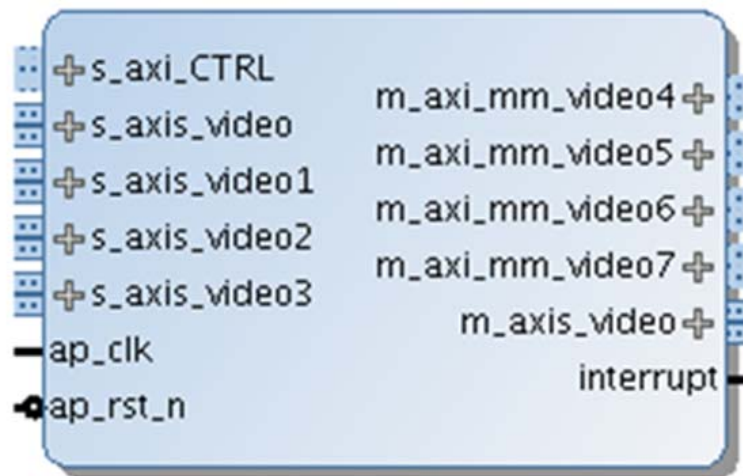 s_axi_CTRL
s_axis_video
s_axis_video1
s_axis_video2
s_axis_video3
ap_clk
ap_rst_n
m_axi_mm_video4
m_axi_mm_video5
m_axi_mm_video6
m_axi_mm_video7
m_axis_video
interrupt